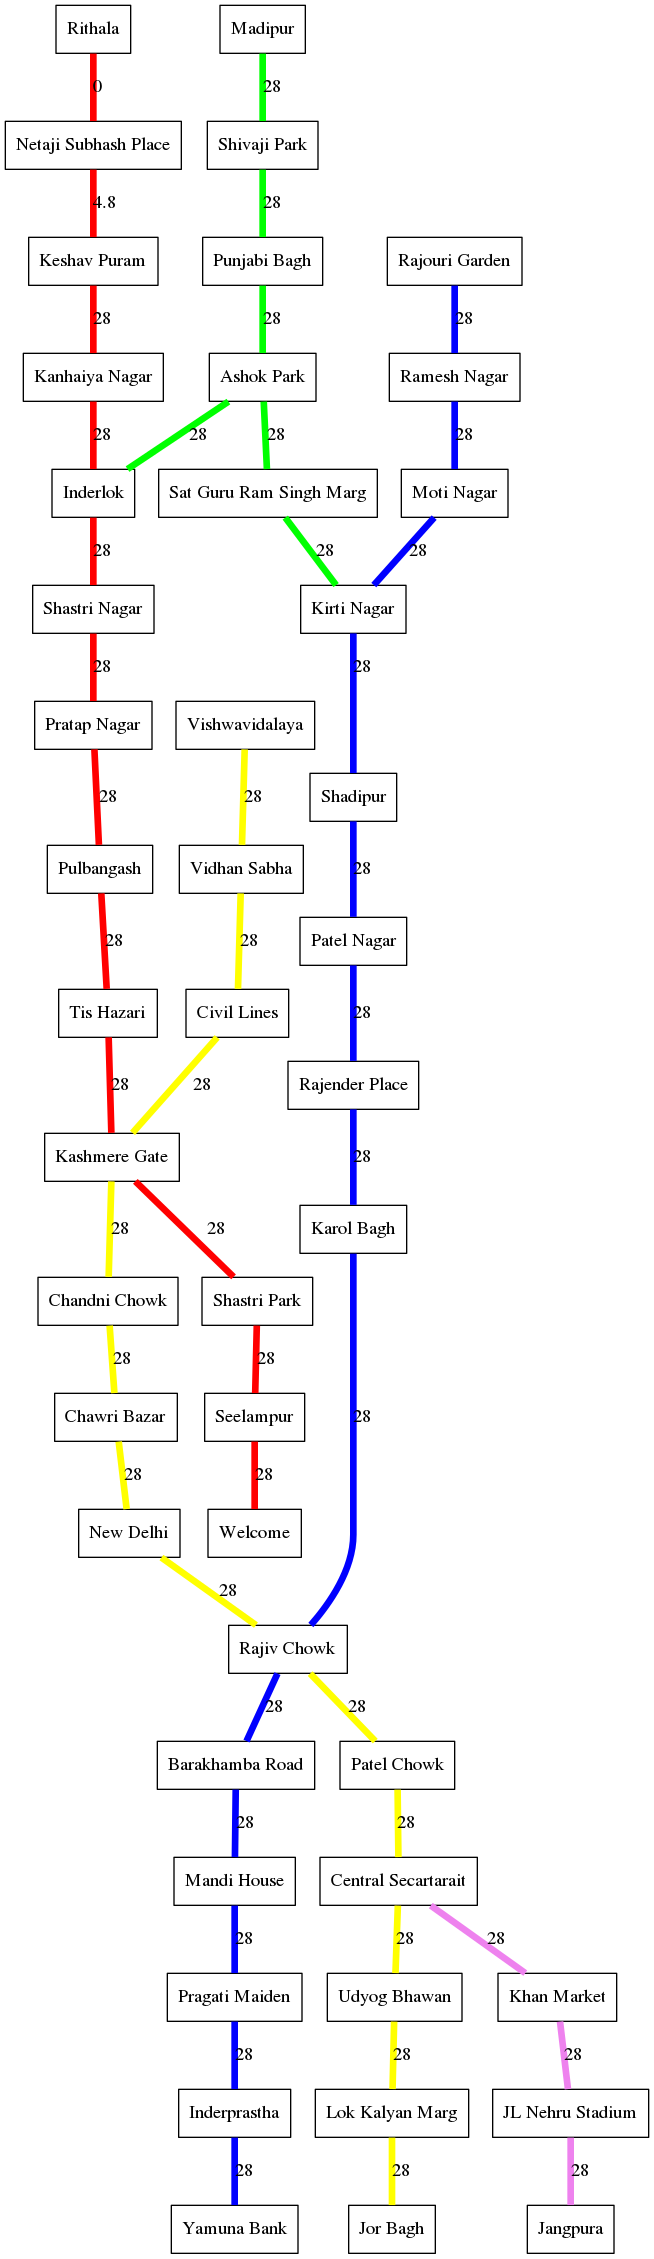 Rithala
Madipur
0
28
Netaji Subhash Place
Shivaji Park
4.8
28
Keshav Puram
Punjabi Bagh
Rajouri Garden
28
28
28
Kanhaiya Nagar
Ashok Park
Ramesh Nagar
28
28
28
28
Inderlok
Sat Guru Ram Singh Marg
Moti Nagar
28
28
28
Shastri Nagar
Kirti Nagar
28
28
Pratap Nagar
Vishwavidalaya
Shadipur
28
28
Pulbangash
Vidhan Sabha
28
Patel Nagar
28
28
Tis Hazari
Civil Lines
28
Rajender Place
28
28
Kashmere Gate
28
Karol Bagh
28
28
Chandni Chowk
Shastri Park
28
28
Chawri Bazar
Seelampur
28
28
28
New Delhi
Welcome
28
Rajiv Chowk
28
28
Barakhamba Road
Patel Chowk
28
28
Mandi House
Central Secartarait
28
28
28
Pragati Maiden
Udyog Bhawan
Khan Market
28
28
28
Inderprastha
Lok Kalyan Marg
JL Nehru Stadium
28
28
28
Yamuna Bank
Jor Bagh
Jangpura